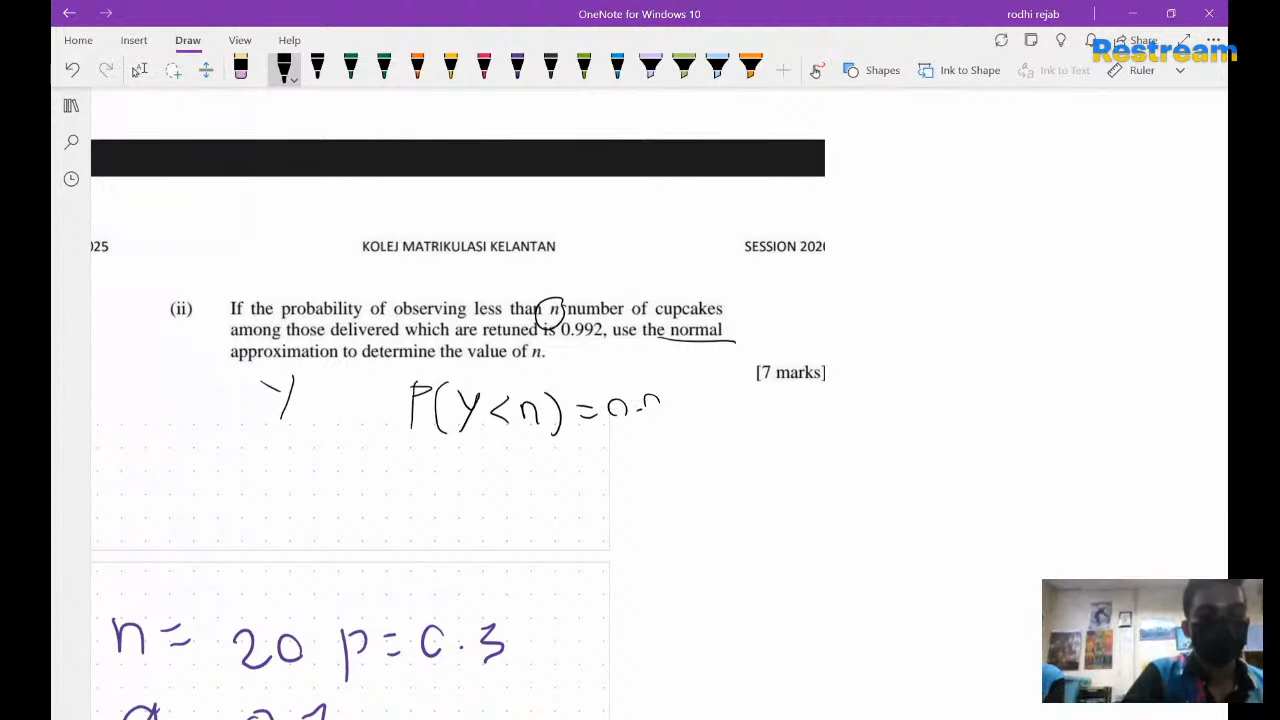 OneNote for Windows 10
rodhi rejab
Home Insert Draw View Help
Share
Restream
Shapes Ink to Shape Ink to Text Ruler
025 KOLEJ MATRIKULASI KELANTAN SESSION 2020
(ii) If the probability of observing less than n number of cupcakes
among those delivered which are retuned is 0.992, use the normal
approximation to determine the value of n.
[7 marks]
Y P(Y<n) = 0.
n = 20 p = 0.3